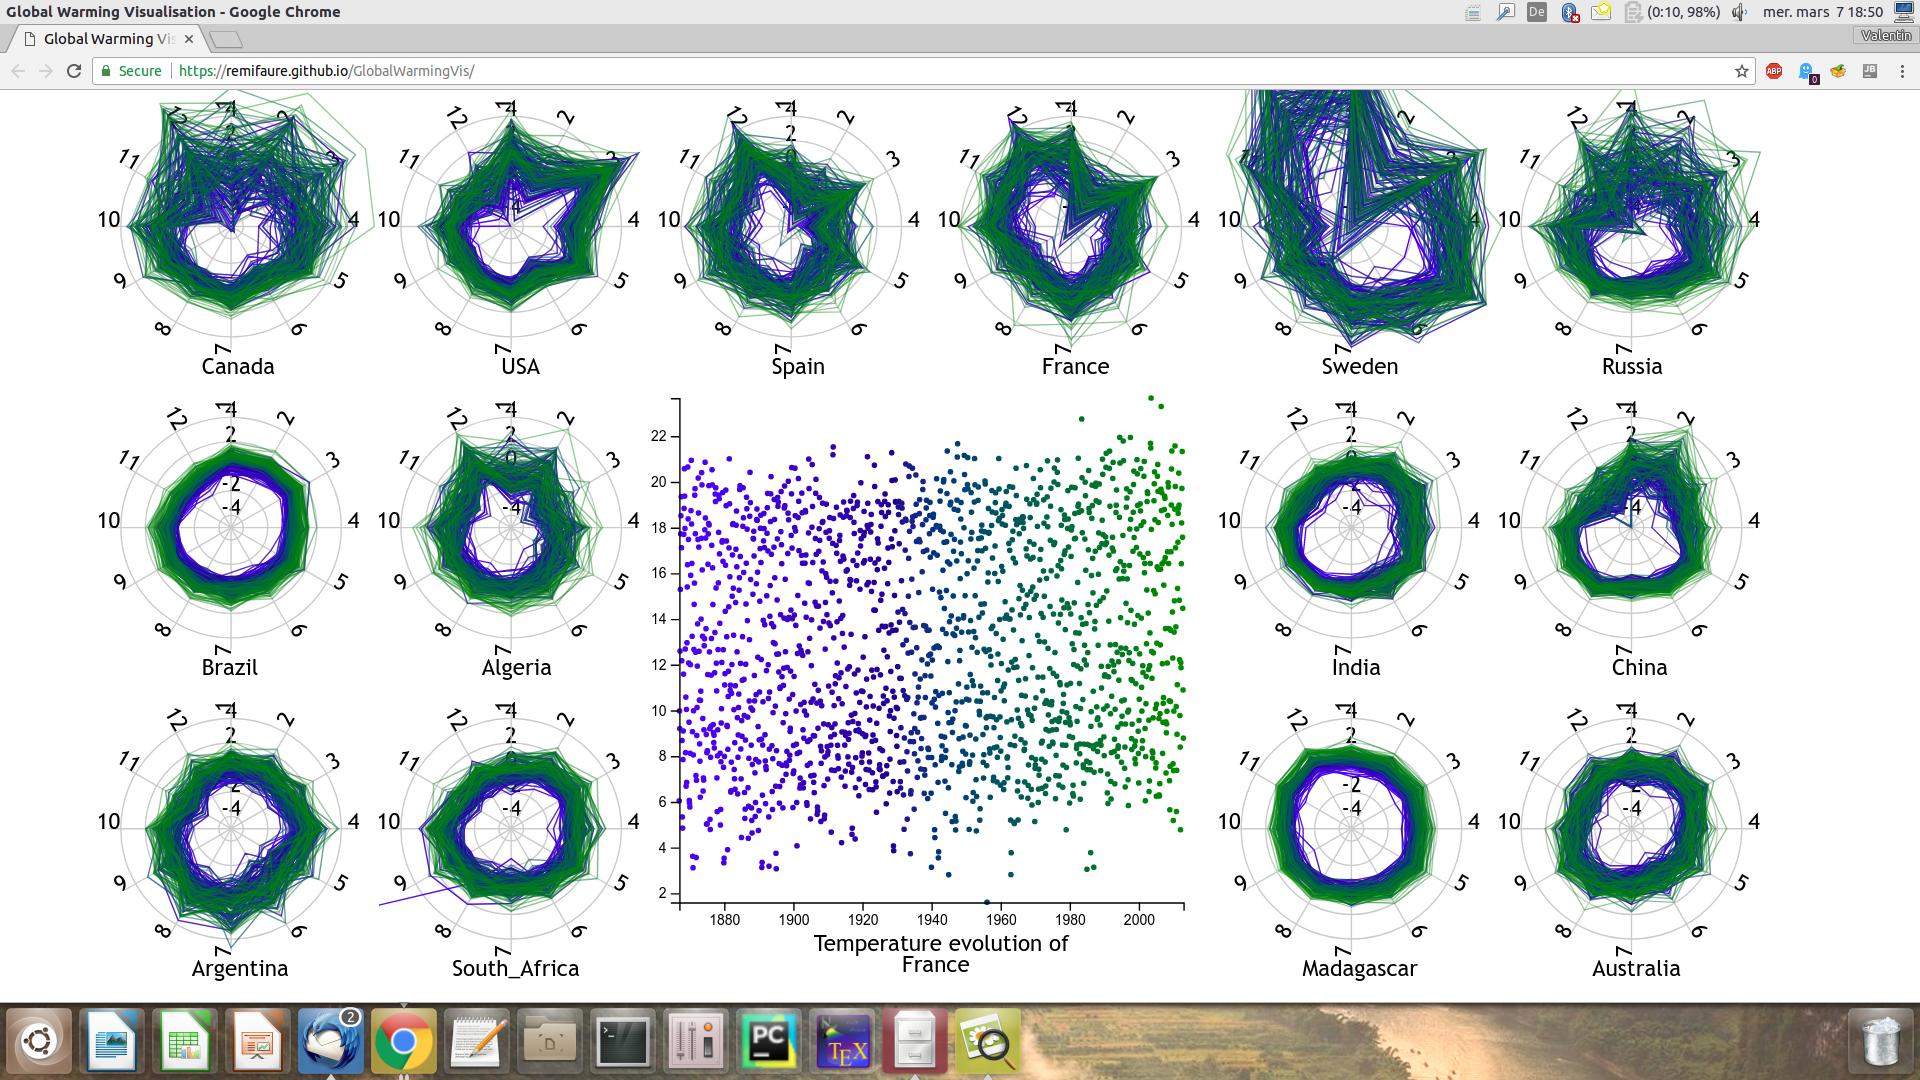 Global Warming Visualisation - Google Chrome
De
(0:10, 98%)
mer. mars 7 18:50
Global Warming Vis
Valentin
Secure
https://remifaure.github.io/GlobalWarmingVis/
ABP
0
JB
1 2 3 4 5 6 7 8 9 10 11 12
4 2
Canada
1 2 3 4 5 6 7 8 9 10 11 12
4
USA
1 2 3 4 5 6 7 8 9 10 11 12
4 2
Spain
1 2 3 4 5 6 7 8 9 10 11 12
4
France
2 4 6 7 8 9 10
Sweden
1 2 3 4 5 6 7 8 9 10 11 12
Russia
1 2 3 4 5 6 7 8 9 10 11 12
4 2 -2 -4
Brazil
1 2 3 4 5 6 7 8 9 10 11 12
4 2 0
Algeria
22
20
18
16
14
12
10
8
6
4
2
1880 1900 1920 1940 1960 1980 2000
Temperature evolution of
France
1 2 3 4 5 6 7 8 9 10 11 12
4 2 -4
India
1 2 3 4 5 6 7 8 9 10 11 12
4 2 -4
China
1 2 3 4 5 6 7 8 9 10 11 12
4 2 -4
Argentina
1 2 3 4 5 6 7 8 9 10 11 12
4 2 -4
South_Africa
1 2 3 4 5 6 7 8 9 10 11 12
4 2 -2 -4
Madagascar
1 2 3 4 5 6 7 8 9 10 11 12
4 2 -4
Australia
2
D
>_
PC
TEX